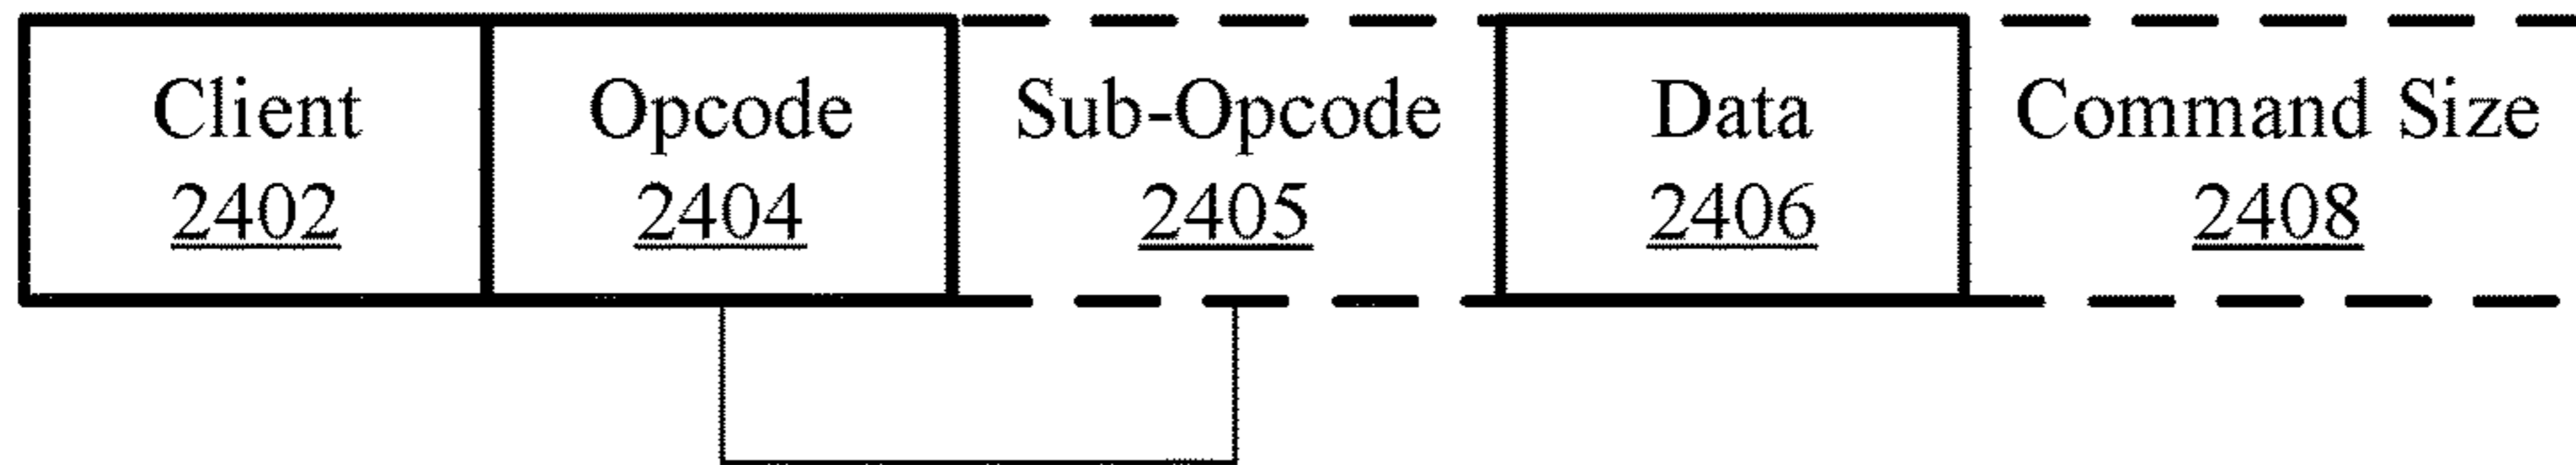 Client
2402
Opcode
2404
Sub-Opcode
2405
Data
2406
Command Size
2408